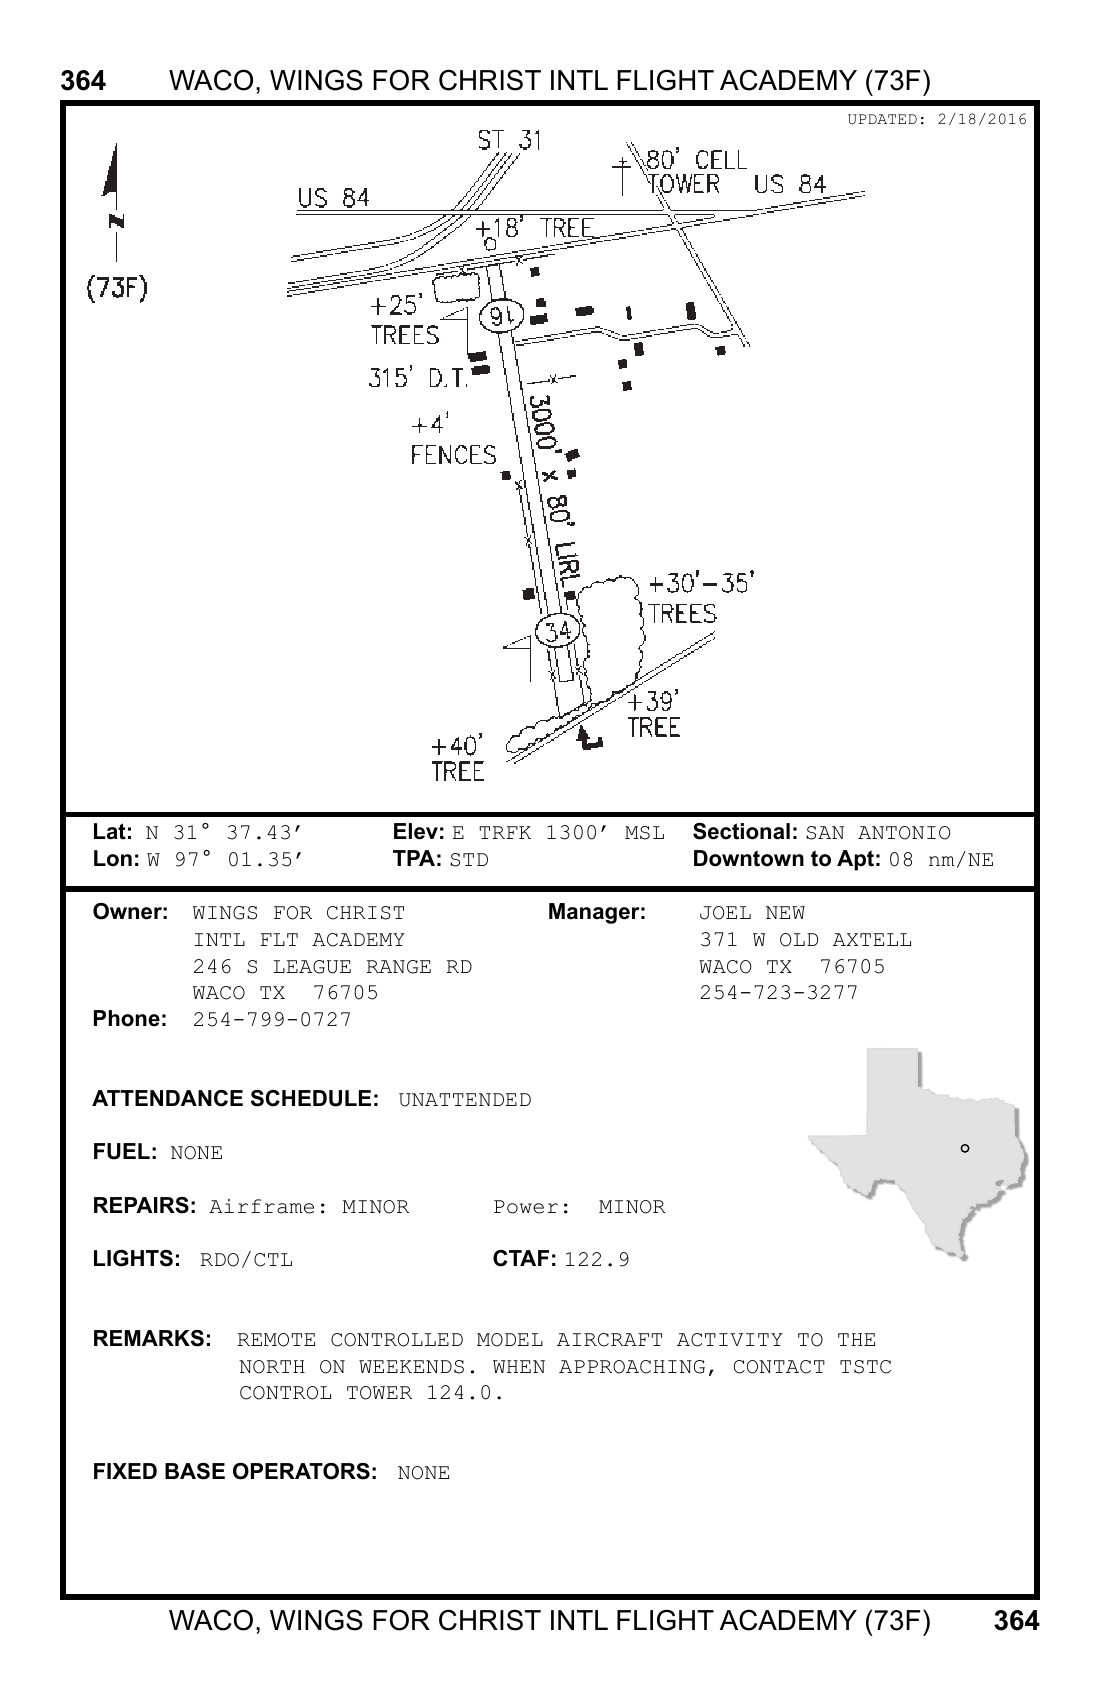 364 WACO, WINGS FOR CHRIST INTL FLIGHT ACADEMY (73F)
UPDATED: 2/18/2016
ST 31
80' CELL
TOWER
US 84
US 84
+18' TREE
N
(73F)
+25'
TREES
16
315' D.T.
+4'
FENCES
3000' X 80' LIRL
+30'-35'
TREES
34
+39'
TREE
L
+40'
TREE
Lat: N 31° 37.43′ Elev: E TRFK 1300′ MSL Sectional: SAN ANTONIO
Lon: W 97° 01.35′ TPA: STD Downtown to Apt: 08 nm/NE
Owner: WINGS FOR CHRIST Manager: JOEL NEW
INTL FLT ACADEMY 371 W OLD AXTELL
246 S LEAGUE RANGE RD WACO TX 76705
WACO TX 76705 254-723-3277
Phone: 254-799-0727
ATTENDANCE SCHEDULE: UNATTENDED
FUEL: NONE
REPAIRS: Airframe: MINOR Power: MINOR
LIGHTS: RDO/CTL CTAF: 122.9
REMARKS: REMOTE CONTROLLED MODEL AIRCRAFT ACTIVITY TO THE
NORTH ON WEEKENDS. WHEN APPROACHING, CONTACT TSTC
CONTROL TOWER 124.0.
FIXED BASE OPERATORS: NONE
WACO, WINGS FOR CHRIST INTL FLIGHT ACADEMY (73F) 364